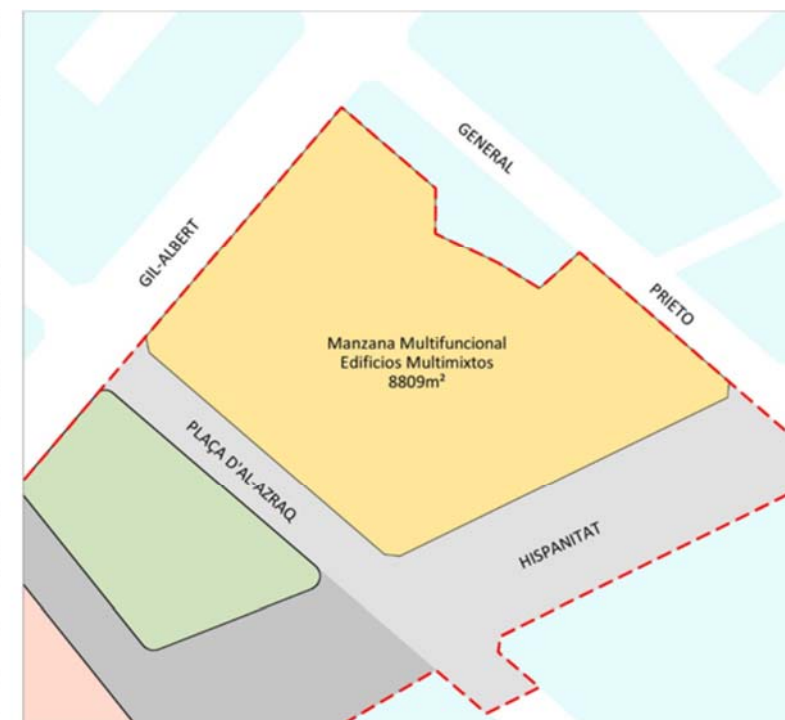 GENERAL
GIL-ALBERT
PRIETO
Manzana Multifuncional
Edificios Multimixtos
8809m²
PLAÇA D'AL-AZRAQ
HISPANITAT